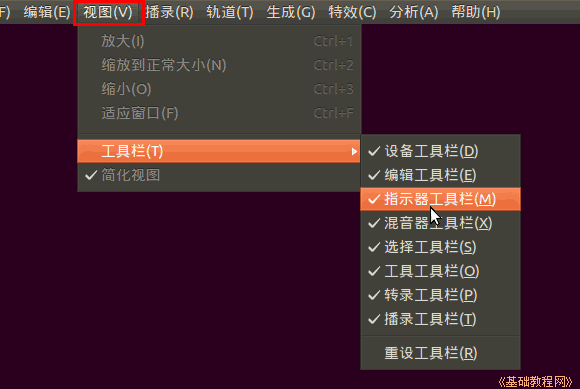 F) 编辑(E) 视图(V) 播录(R) 轨道(T) 生成(G) 特效(C) 分析(A) 帮助(H)
放大(I) Ctrl+1
缩放到正常大小(N) Ctrl+2
缩小(O) Ctrl+3
适应窗口(F) Ctrl+F
工具栏(T)
简化视图
设备工具栏(D)
编辑工具栏(E)
指示器工具栏(M)
混音器工具栏(X)
选择工具栏(S)
工具工具栏(O)
转录工具栏(P)
播录工具栏(T)
重设工具栏(R)
《基础教程网》